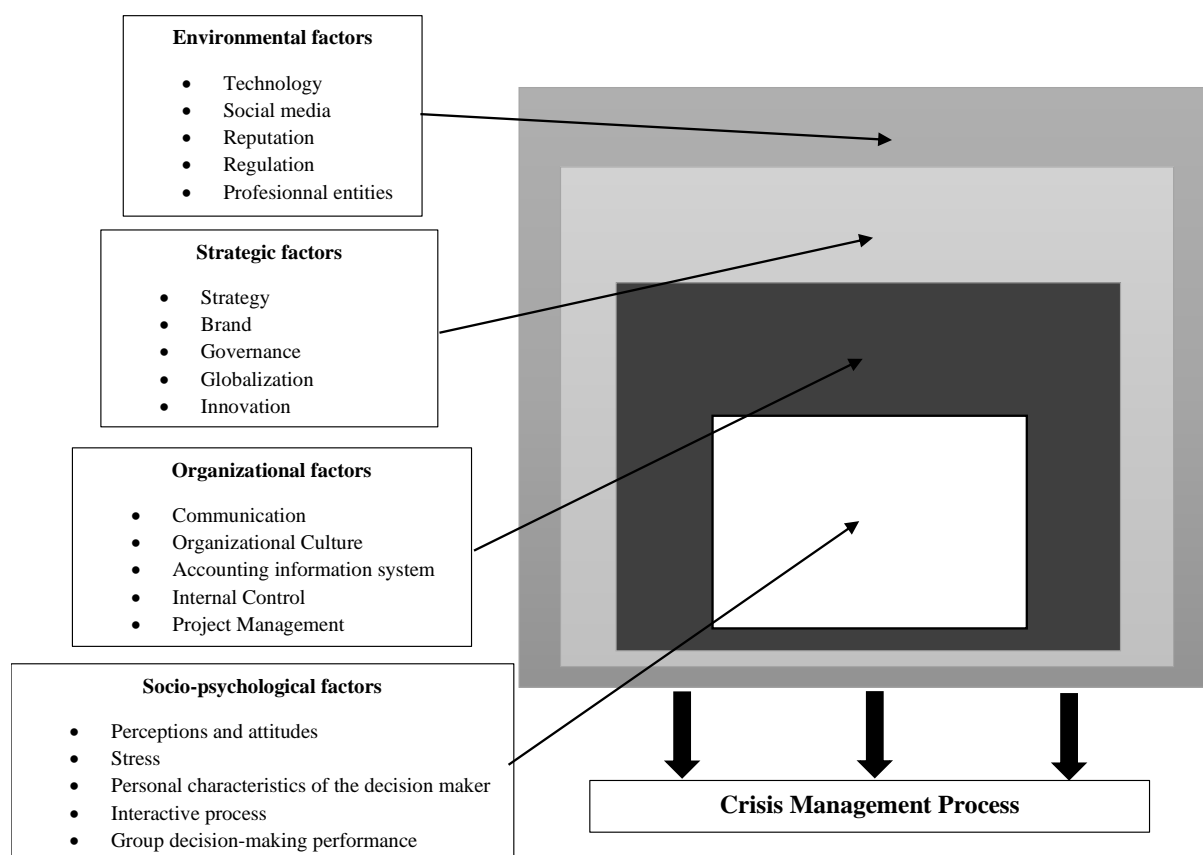 Environmental factors
• Technology
• Social media
• Reputation
• Regulation
• Profesionnal entities
Strategic factors
• Strategy
• Brand
• Governance
• Globalization
• Innovation
Organizational factors
• Communication
• Organizational Culture
• Accounting information system
• Internal Control
• Project Management
Socio-psychological factors
• Perceptions and attitudes
• Stress
• Personal characteristics of the decision maker
• Interactive process
• Group decision-making performance
Crisis Management Process